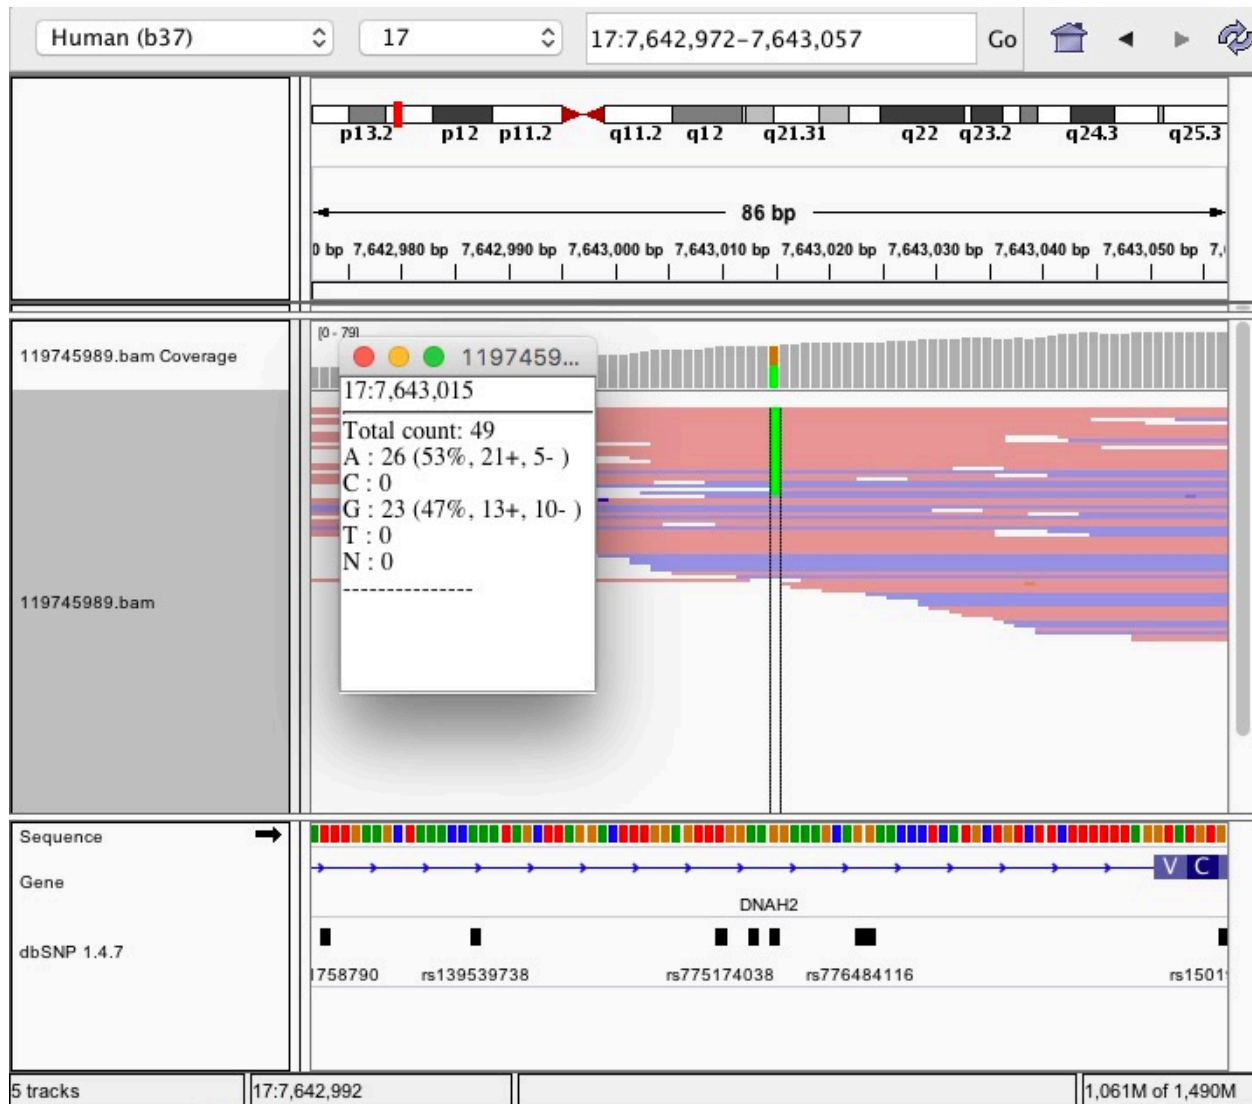 Human (b37) 17 17:7,642,972-7,643,057 Go
p13.2 p12 p11.2 q11.2 q12 q21.31 q22 q23.2 q24.3 q25.3
86 bp
0 bp 7,642,980 bp 7,642,990 bp 7,643,000 bp 7,643,010 bp 7,643,020 bp 7,643,030 bp 7,643,040 bp 7,643,050 bp 7,
[0 - 79]
119745989.bam Coverage
1197459...
17:7,643,015
Total count: 49
A : 26 (53%, 21+, 5- )
C : 0
G : 23 (47%, 13+, 10- )
T : 0
N : 0
---------------
119745989.bam
Sequence
Gene
V C
DNAH2
dbSNP 1.4.7
1758790 rs139539738 rs775174038 rs776484116 rs1501
5 tracks 17:7,642,992 1,061M of 1,490M